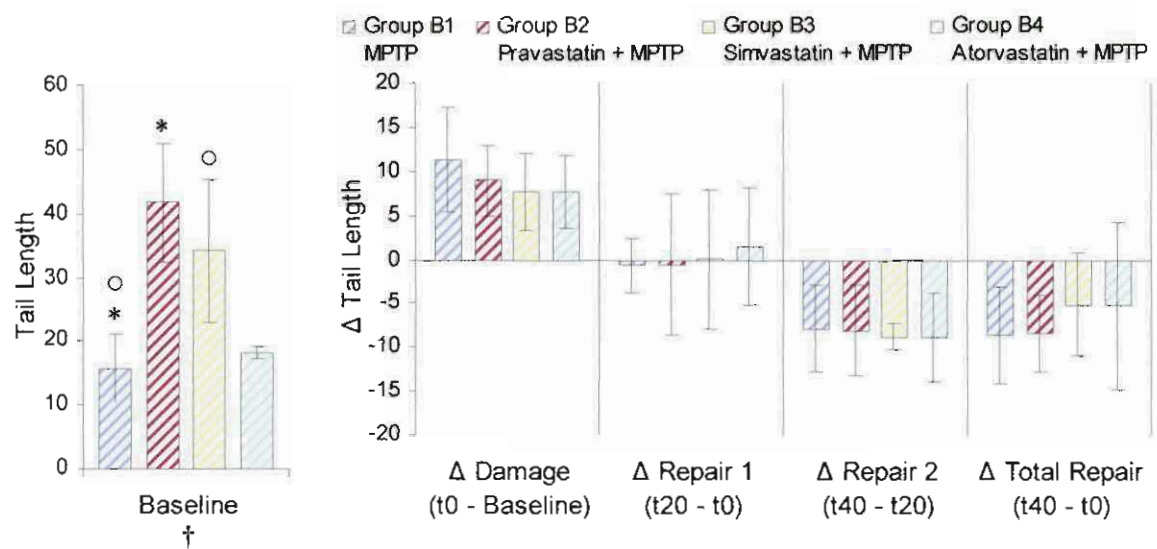 Group B1 Group B2 Group B3 Group B4
MPTP Pravastatin + MPTP Simvastatin + MPTP Atorvastatin + MPTP
Tail Length
60
50
40
30
20
10
0
* ○
○
*
Baseline
†
Δ Tail Length
20
15
10
5
0
-5
-10
-15
-20
Δ Damage Δ Repair 1 Δ Repair 2 Δ Total Repair
(t0 - Baseline) (t20 - t0) (t40 - t20) (t40 - t0)